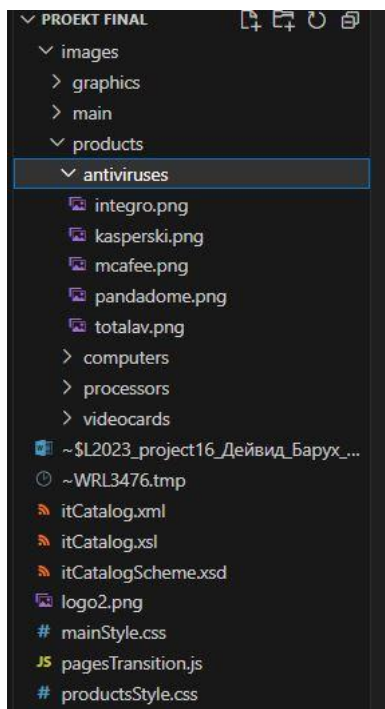 PROEKT FINAL
images
graphics
main
products
antiviruses
integro.png
kasperski.png
mcafee.png
pandadome.png
totalav.png
computers
processors
videocards
~$L2023_project16_Дейвид_Барух_...
~WRL3476.tmp
itCatalog.xml
itCatalog.xsl
itCatalogScheme.xsd
logo2.png
# mainStyle.css
JS pagesTransition.js
# productsStyle.css